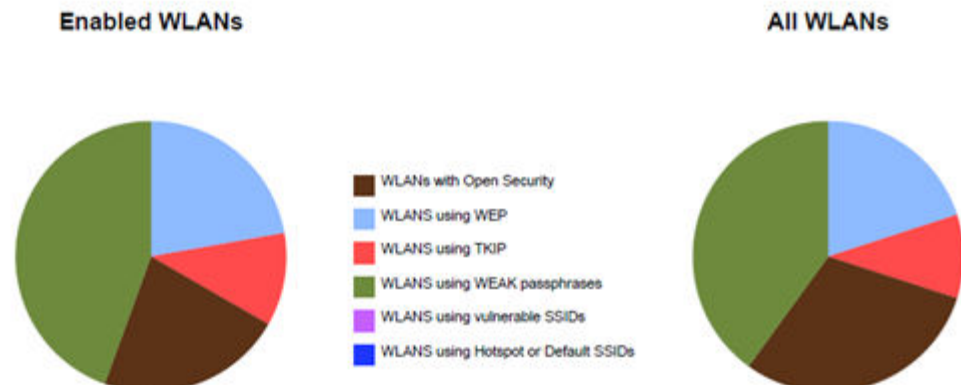 Enabled WLANs
All WLANs
WLANs with Open Security
WLANS using WEP
WLANS using TKIP
WLANS using WEAK passphrases
WLANS using vulnerable SSIDs
WLANS using Hotspot or Default SSIDs